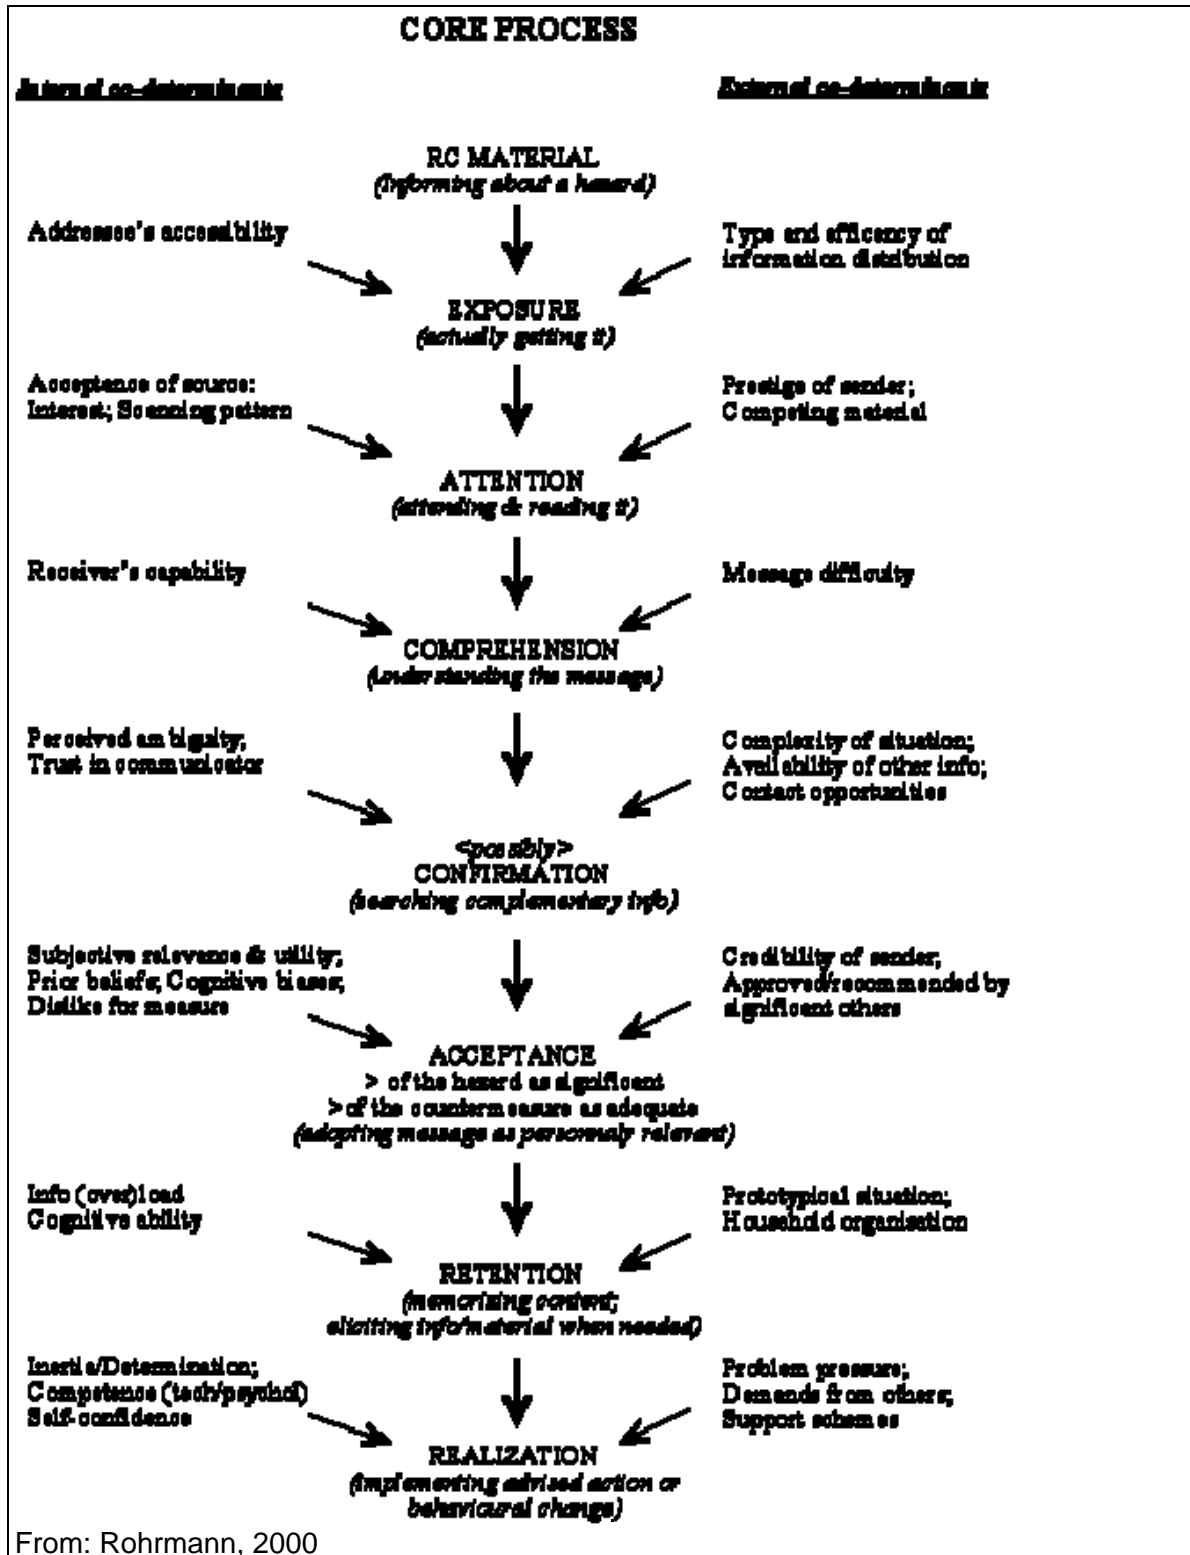 CORE PROCESS
Internal co-determinants
External co-determinants
RC MATERIAL
(Informing about a hazard)
Addressee's accessibility
Type and efficency of
information distribution
EXPOSURE
(actually getting it)
Acceptance of source:
Interest; Scanning pattern
Prestige of sender;
Competing material
ATTENTION
(attending & reading it)
Receiver's capability
Message difficulty
COMPREHENSION
(understanding the message)
Perceived ambiguity;
Trust in communicator
Complexity of situation;
Availability of other info;
Contact opportunities
<possibly>
CONFIRMATION
(searching complementary info)
Subjective relevance & utility;
Prior beliefs; Cognitive biases;
Dislike for measure
Credibility of sender;
Approved/recommended by
significant others
ACCEPTANCE
> of the hazard as significant
> of the countermeasure as adequate
(adopting message as personnaly relevant)
Info (over)load
Cognitive ability
Prototypical situation;
Household organisation
RETENTION
(memorizing content;
eliciting info/material when needed)
Inertia/Determination;
Competence (tech/psychol)
Self-confidence
Problem pressure;
Demands from others;
Support schemes
REALIZATION
(implementing advised action or
behavioural change)
From: Rohrmann, 2000